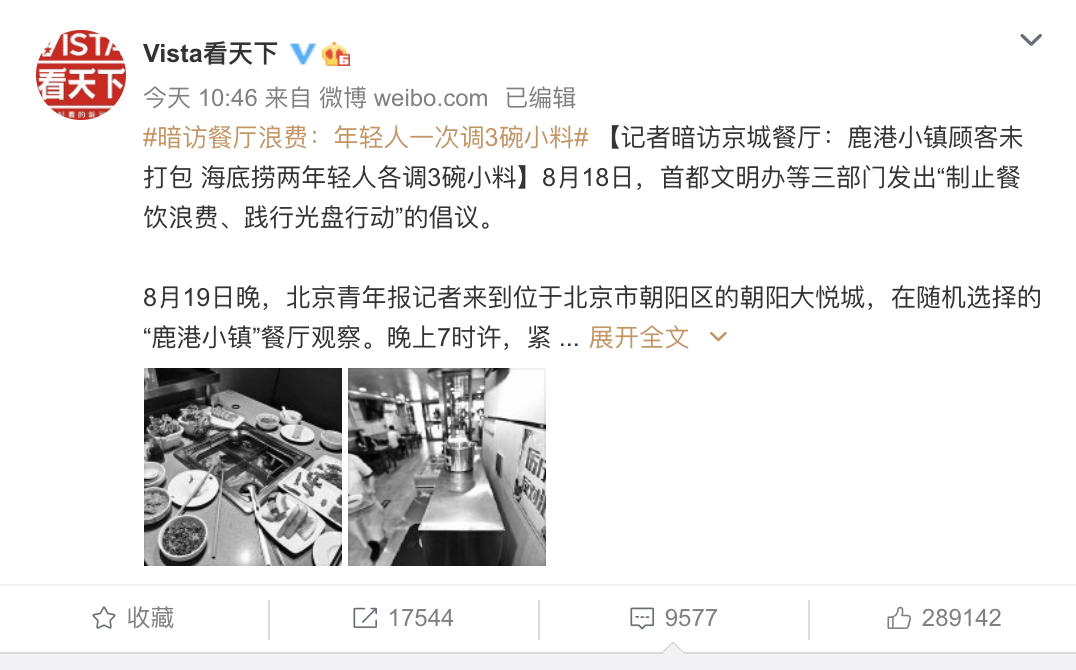 VISTA
看天下
Vista看天下
今天 10:46 来自 微博 weibo.com 已编辑
#暗访餐厅浪费：年轻人一次调3碗小料# 【记者暗访京城餐厅：鹿港小镇顾客未
打包 海底捞两年轻人各调3碗小料】8月18日，首都文明办等三部门发出“制止餐
饮浪费、践行光盘行动”的倡议。
8月19日晚，北京青年报记者来到位于北京市朝阳区的朝阳大悦城，在随机选择的
“鹿港小镇”餐厅观察。晚上7时许，紧 ... 展开全文
收藏
17544
9577
289142